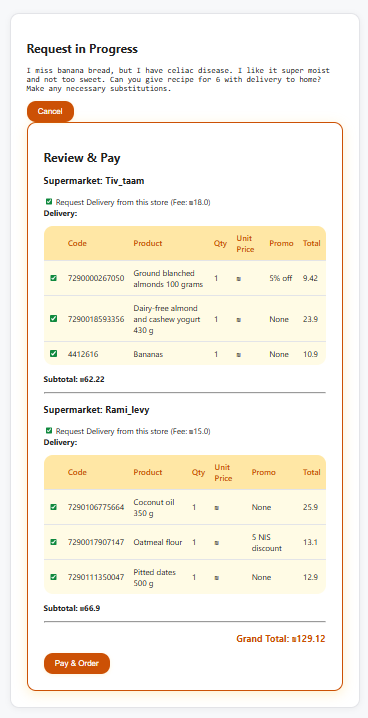 Request in Progress
I miss banana bread, but I have celiac disease. I like it super moist
and not too sweet. Can you give recipe for 6 with delivery to home?
Make any necessary substitutions.
Cancel
Review & Pay
Supermarket: Tiv_taam
Request Delivery from this store (Fee: ₪18.0)
Delivery:
Code Product Qty Unit Price Promo Total
7290000267050 Ground blanched almonds 100 grams 1 ₪ 5% off 9.42
7290018593356 Dairy-free almond and cashew yogurt 430 g 1 ₪ None 23.9
4412616 Bananas 1 ₪ None 10.9
Subtotal: ₪62.22
Supermarket: Rami_levy
Request Delivery from this store (Fee: ₪15.0)
Delivery:
Code Product Qty Unit Price Promo Total
7290106775664 Coconut oil 350 g 1 ₪ None 25.9
7290017907147 Oatmeal flour 1 ₪ 5 NIS discount 13.1
7290111350047 Pitted dates 500 g 1 ₪ None 12.9
Subtotal: ₪66.9
Grand Total: ₪129.12
Pay & Order